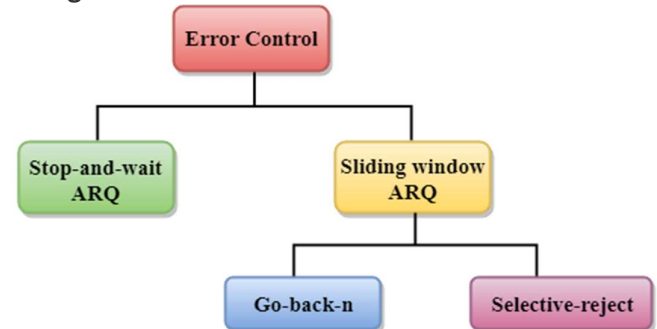 Error Control
Stop-and-wait
ARQ
Sliding window
ARQ
Go-back-n
Selective-reject